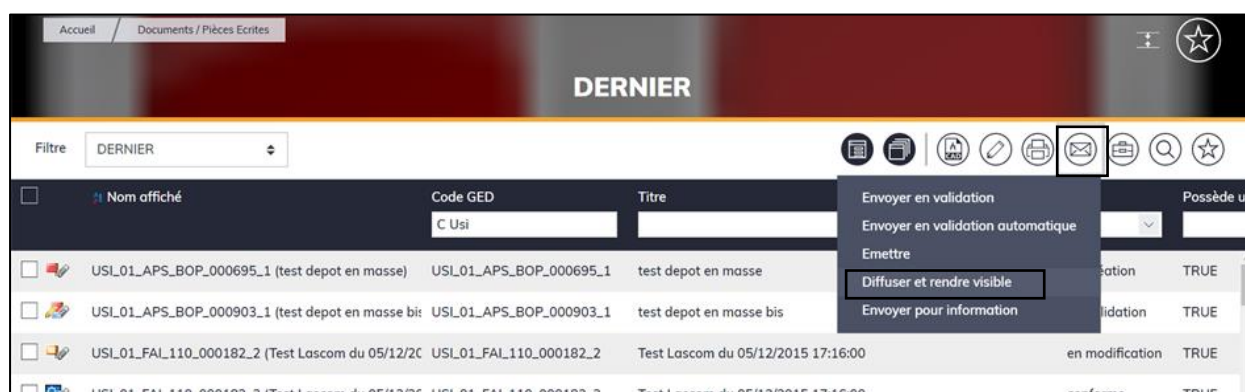 Accueil / Documents / Pièces Ecrites
DERNIER
Filtre DERNIER
CAD
Nom affiché Code GED Titre Possède u
C Usi
Envoyer en validation
Envoyer en validation automatique
Emettre
Diffuser et rendre visible
Envoyer pour information
USI_01_APS_BOP_000695_1 (test depot en masse) USI_01_APS_BOP_000695_1 test depot en masse TRUE
USI_01_APS_BOP_000903_1 (test depot en masse bis USI_01_APS_BOP_000903_1 test depot en masse bis TRUE
USI_01_FAI_110_000182_2 (Test Lascom du 05/12/20 USI_01_FAI_110_000182_2 Test Lascom du 05/12/2015 17:16:00 en modification TRUE